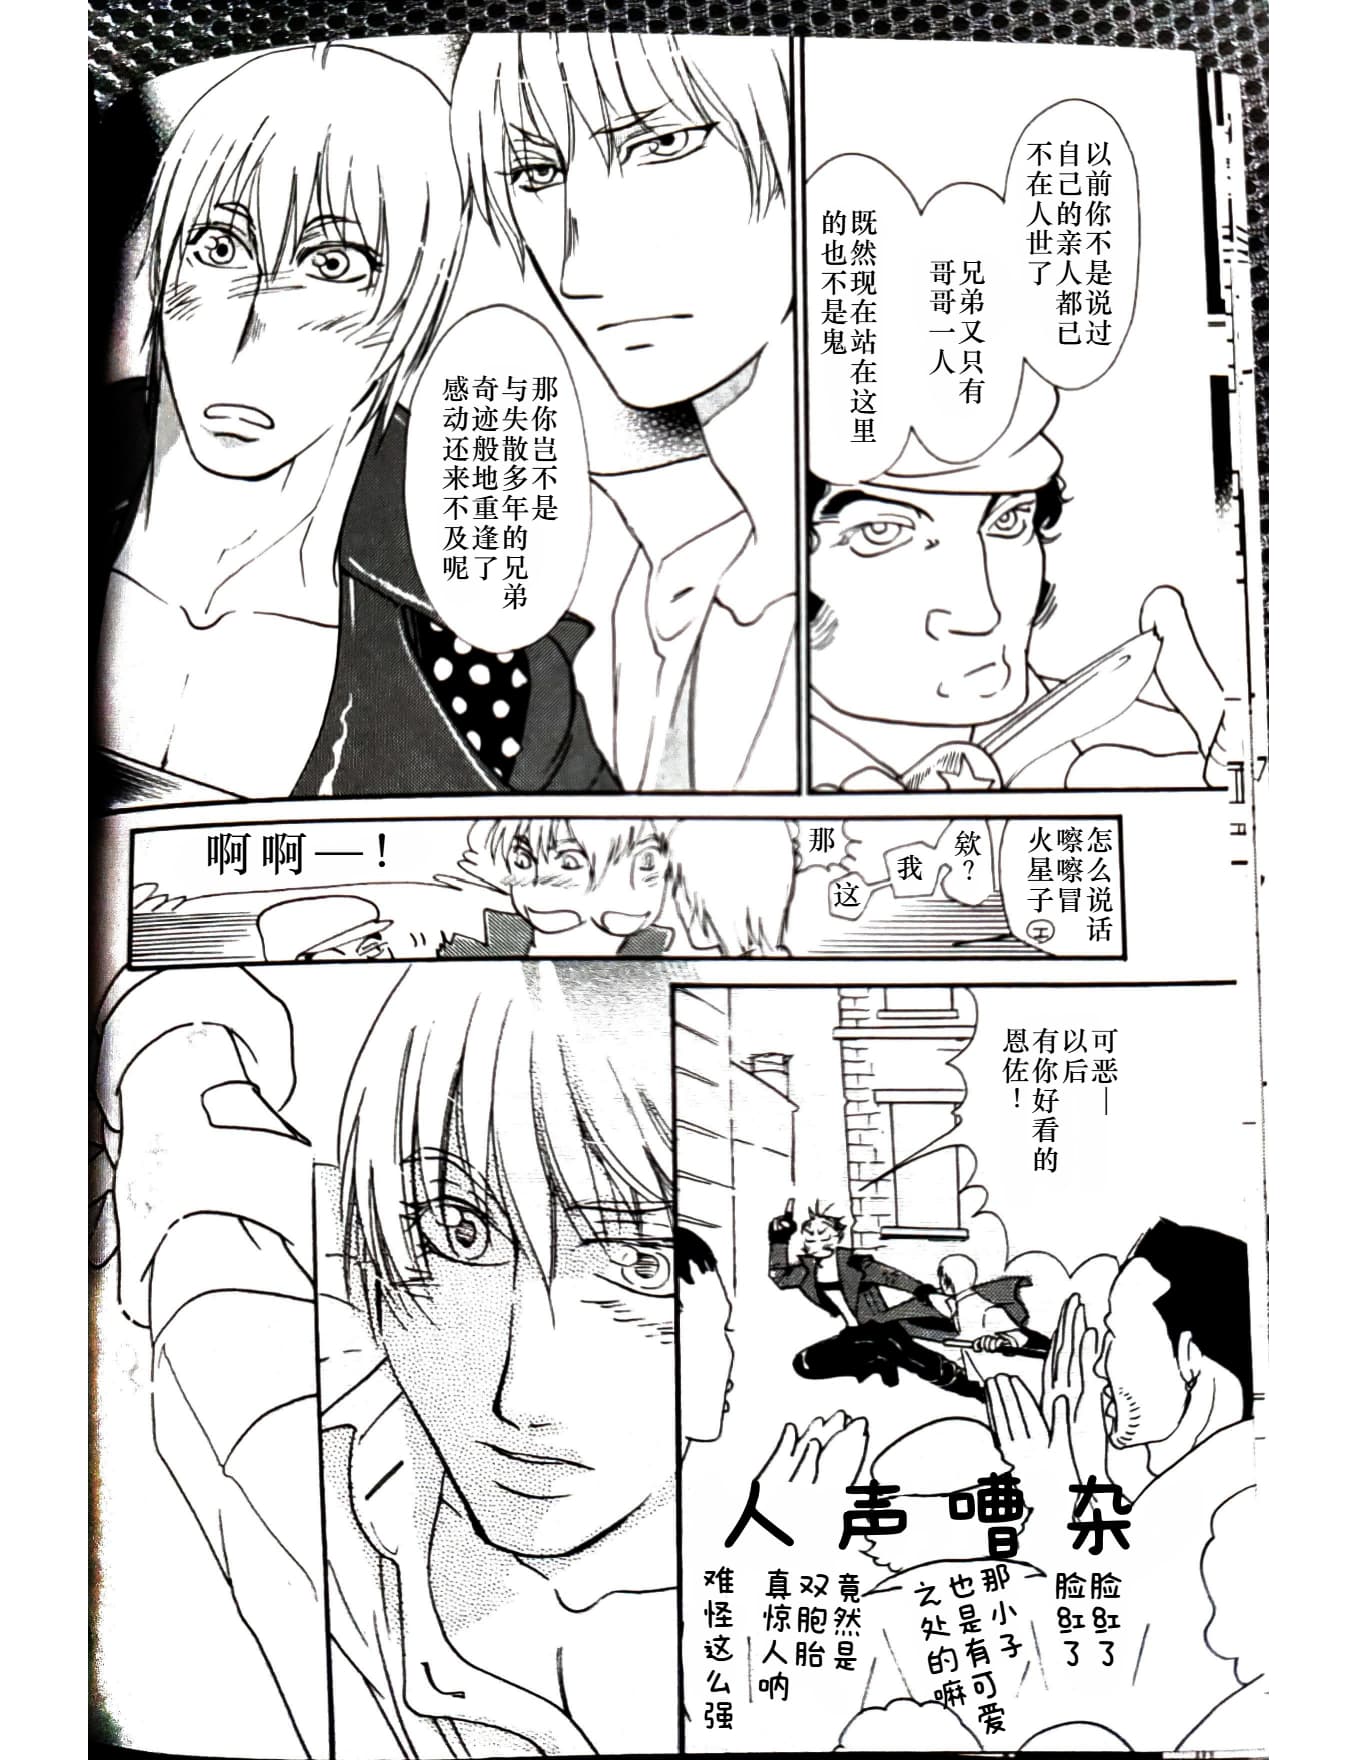 以前你不是说过
自己的亲人都已
不在人世了
兄弟又只有
哥哥一人
既然现在站在这里
的也不是鬼
那你岂不是
与失散多年的兄弟
奇迹般地重逢了
感动还来不及呢
怎么说话
嚓嚓冒
火星子
欸?
我
这
那
啊啊—!
可恶—
以后
有你好看的
恩佐!
人声嘈杂
脸红了
脸红了
那小子
也是有可爱
之处的嘛
竟然是
双胞胎
真惊人呐
难怪这么强